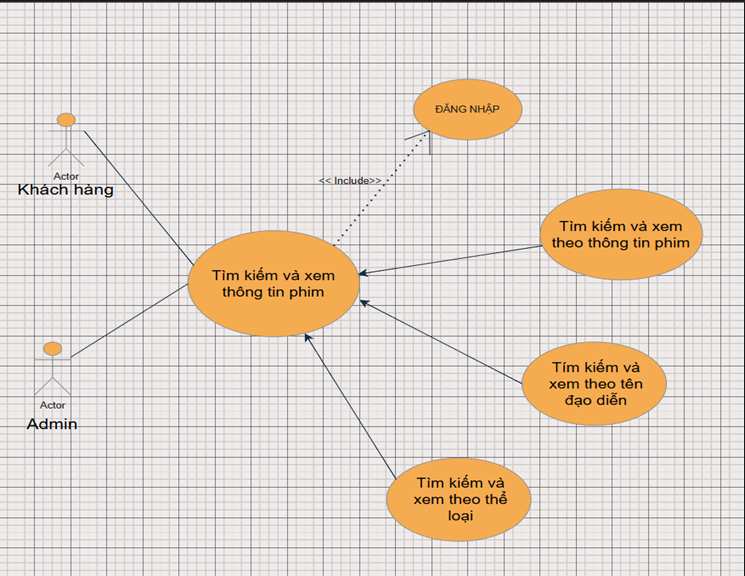 ĐĂNG NHẬP
Actor
Khách hàng
<< Include>>
Tìm kiếm và xem
theo thông tin phim
Tìm kiếm và xem
thông tin phim
Actor
Admin
Tím kiếm và
xem theo tên
đạo diễn
Tìm kiếm và
xem theo thể
loại